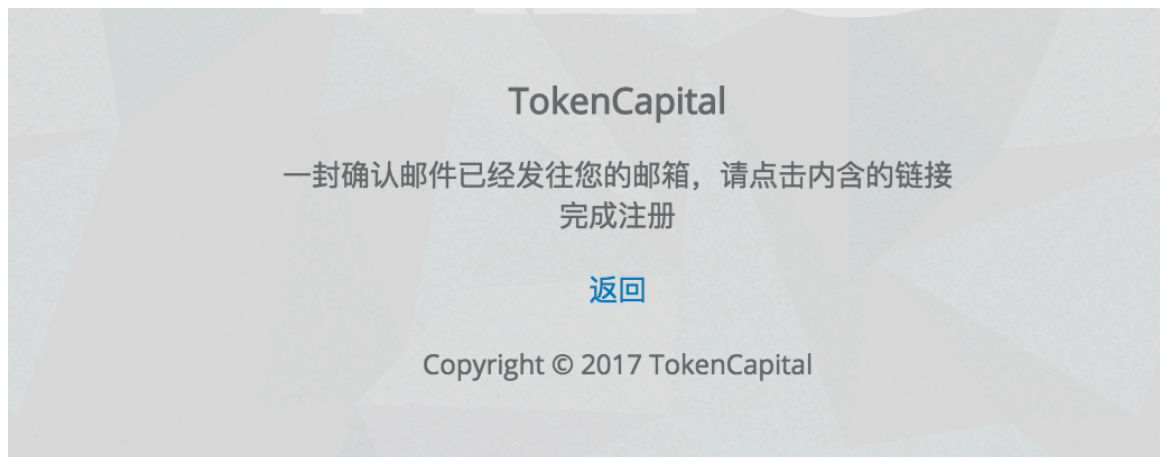 TokenCapital
一封确认邮件已经发往您的邮箱，请点击内含的链接
完成注册
返回
Copyright © 2017 TokenCapital